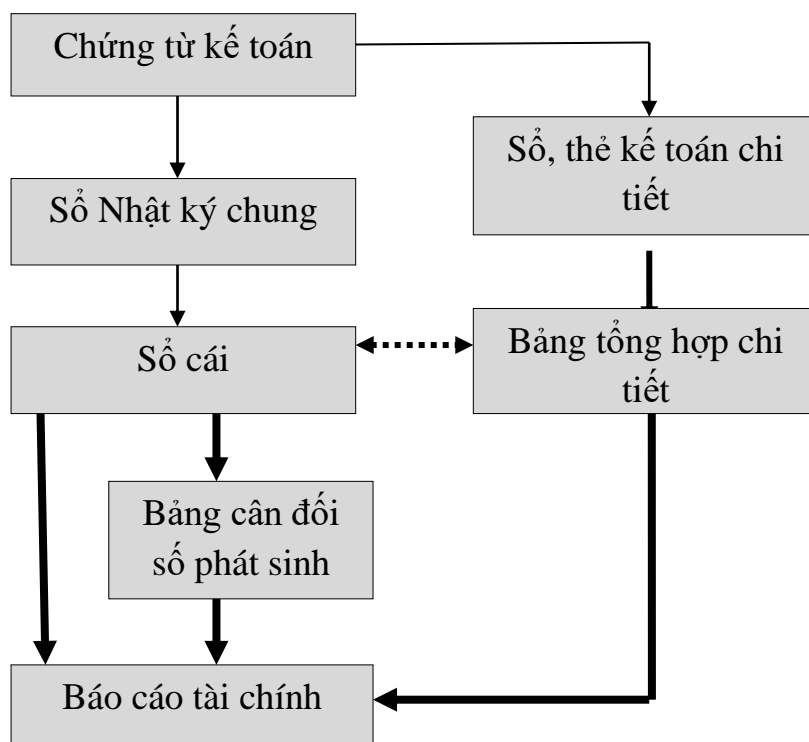 Chứng từ kế toán
Sổ, thẻ kế toán chi
tiết
Sổ Nhật ký chung
Sổ cái
Bảng tổng hợp chi
tiết
Bảng cân đối
số phát sinh
Báo cáo tài chính